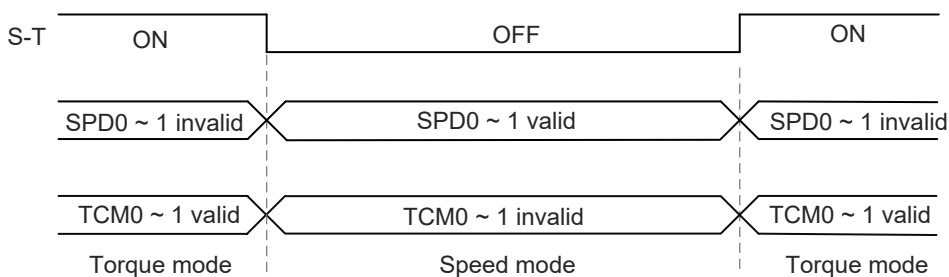 S-T ON OFF ON
SPD0 ~ 1 invalid SPD0 ~ 1 valid SPD0 ~ 1 invalid
TCM0 ~ 1 valid TCM0 ~ 1 invalid TCM0 ~ 1 valid
Torque mode Speed mode Torque mode